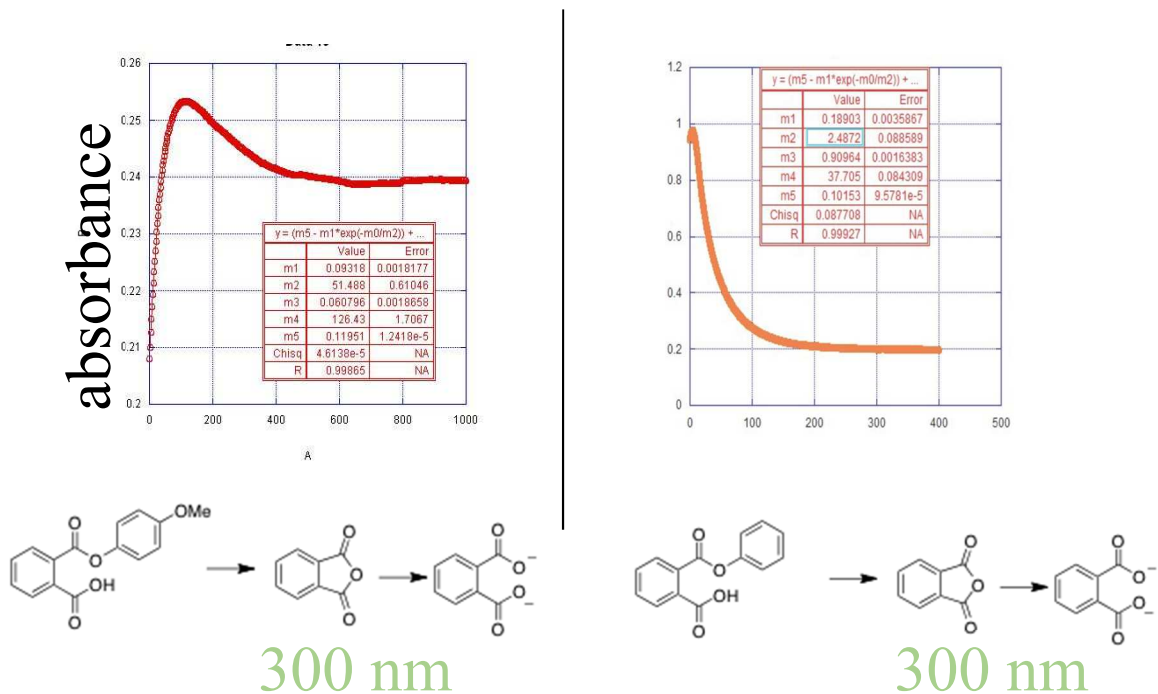 absorbance
0.26
0.25
0.24
0.23
0.22
0.21
0.2
0
200
400
600
800
1000
A
y = (m5 - m1*exp(-m0/m2)) + ...
Value Error
m1 0.09318 0.0018177
m2 51.488 0.61046
m3 0.060796 0.0018658
m4 126.43 1.7067
m5 0.11951 1.2418e-5
Chisq 4.6138e-5 NA
R 0.99865 NA
1.2
1
0.8
0.6
0.4
0.2
0
0
100
200
300
400
500
y = (m5 - m1*exp(-m0/m2)) + ...
Value Error
m1 0.18903 0.0035867
m2 2.4872 0.088589
m3 0.90964 0.0016383
m4 37.705 0.084309
m5 0.10153 9.5781e-5
Chisq 0.087708 NA
R 0.99927 NA
O
O
OMe
OH
O
O
O
O
O
O−
O−
O
300 nm
O
O
OH
O
O
O
O
O
O−
O−
O
300 nm